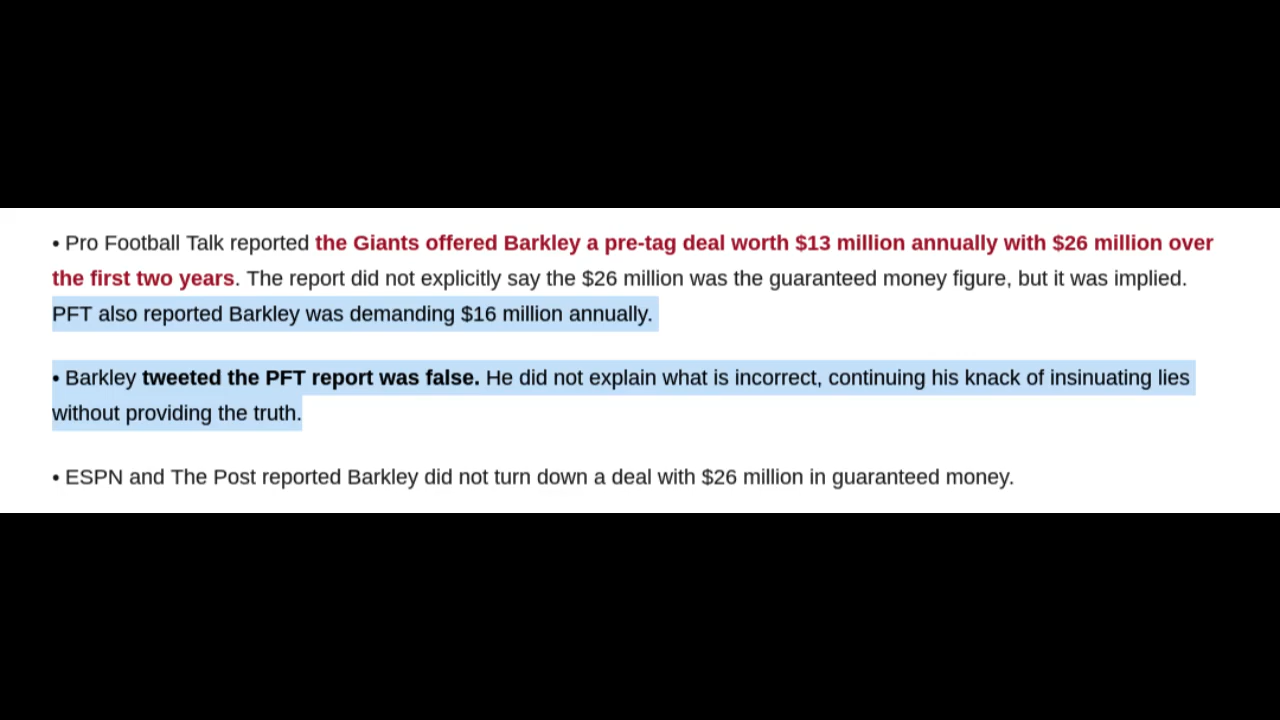 • Pro Football Talk reported the Giants offered Barkley a pre-tag deal worth $13 million annually with $26 million over
the first two years. The report did not explicitly say the $26 million was the guaranteed money figure, but it was implied.
PFT also reported Barkley was demanding $16 million annually.
• Barkley tweeted the PFT report was false. He did not explain what is incorrect, continuing his knack of insinuating lies
without providing the truth.
• ESPN and The Post reported Barkley did not turn down a deal with $26 million in guaranteed money.